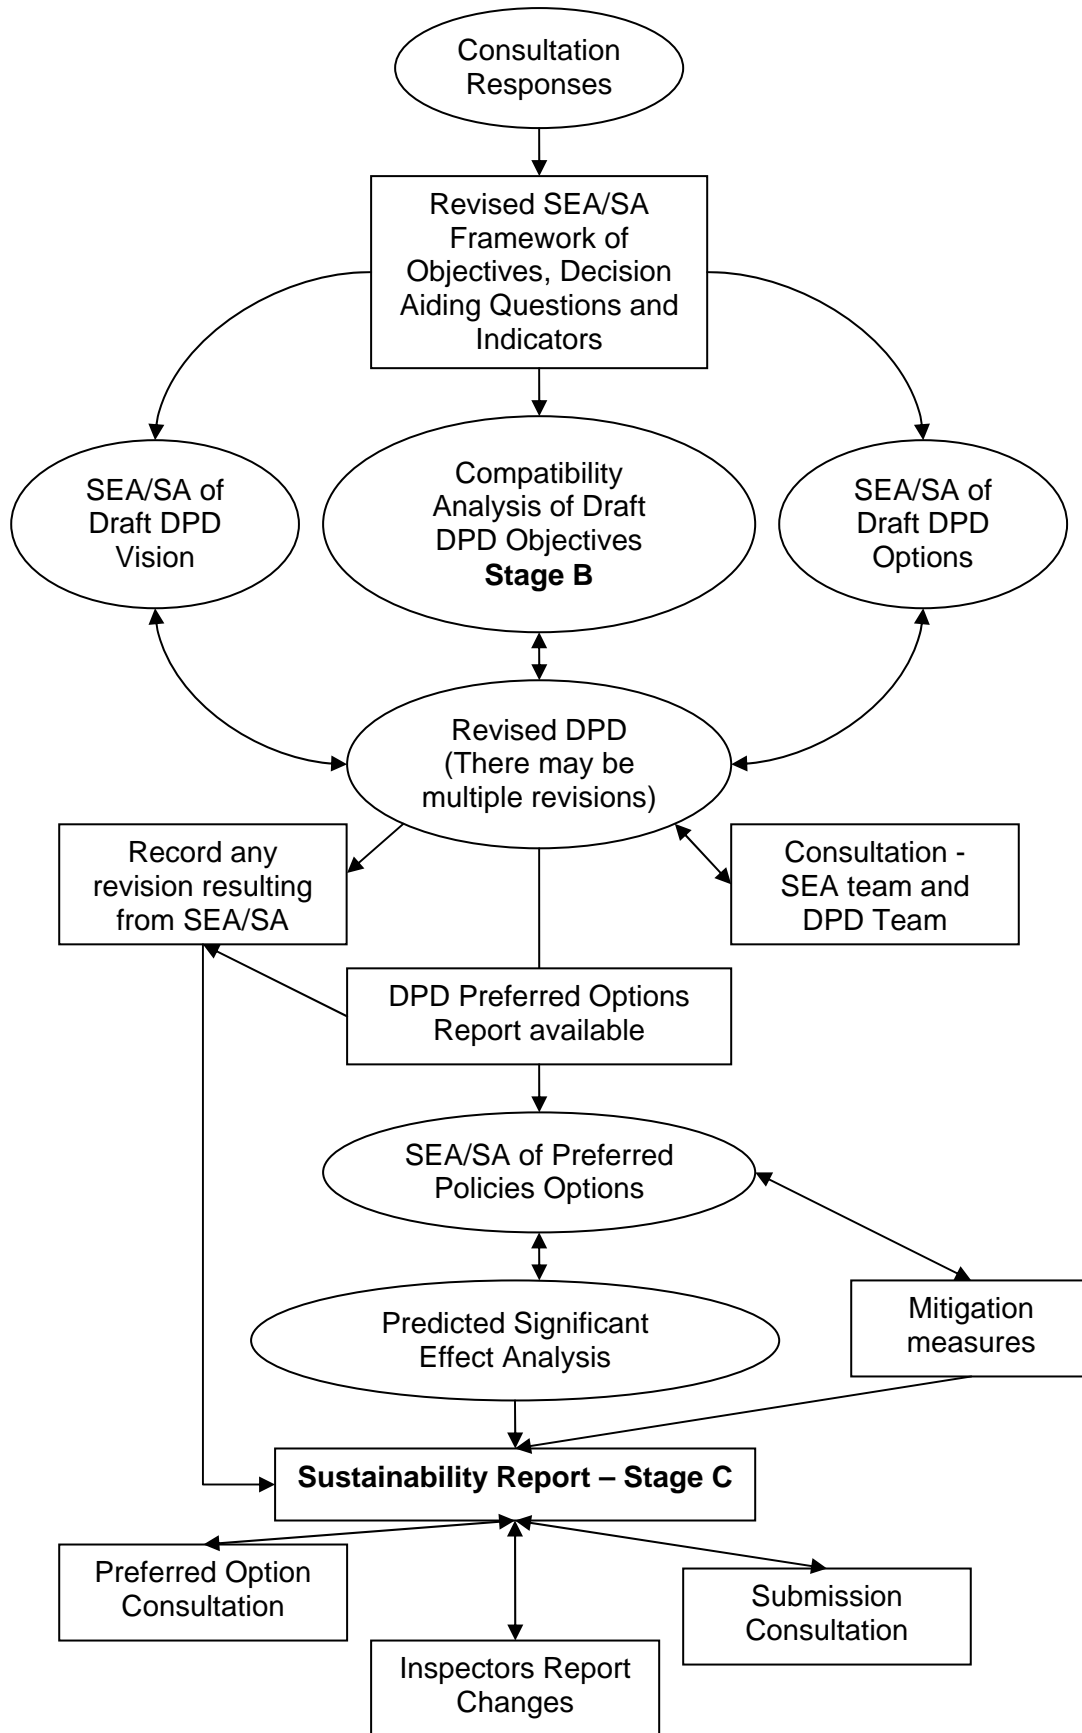 Consultation
Responses
Revised SEA/SA
Framework of
Objectives, Decision
Aiding Questions and
Indicators
SEA/SA of
Draft DPD
Vision
Compatibility
Analysis of Draft
DPD Objectives
Stage B
SEA/SA of
Draft DPD
Options
Revised DPD
(There may be
multiple revisions)
Record any
revision resulting
from SEA/SA
Consultation -
SEA team and
DPD Team
DPD Preferred Options
Report available
SEA/SA of Preferred
Policies Options
Predicted Significant
Effect Analysis
Mitigation
measures
Sustainability Report – Stage C
Preferred Option
Consultation
Inspectors Report
Changes
Submission
Consultation